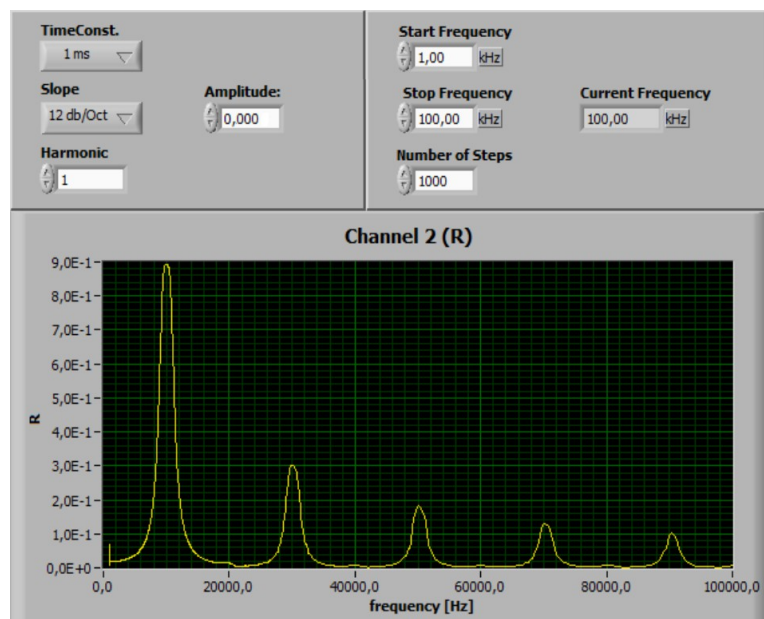 TimeConst.
1 ms
Slope
12 db/Oct
Amplitude:
0,000
Harmonic
1
Start Frequency
1,00 kHz
Stop Frequency
100,00 kHz
Current Frequency
100,00 kHz
Number of Steps
1000
Channel 2 (R)
9,0E-1
8,0E-1
7,0E-1
6,0E-1
5,0E-1
4,0E-1
3,0E-1
2,0E-1
1,0E-1
0,0E+0
R
0,0 20000,0 40000,0 60000,0 80000,0 100000,0
frequency [Hz]